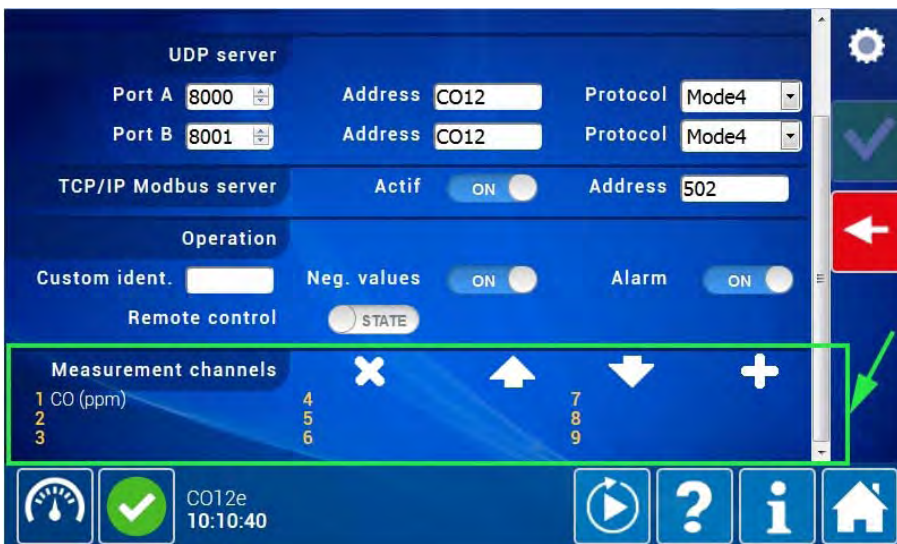 UDP server
Port A 8000 Address CO12 Protocol Mode4
Port B 8001 Address CO12 Protocol Mode4
TCP/IP Modbus server Actif ON Address 502
Operation
Custom ident. Neg. values ON Alarm ON
Remote control STATE
Measurement channels
1 CO (ppm) 4 7
2 5 8
3 6 9
CO12e
10:10:40
?
i